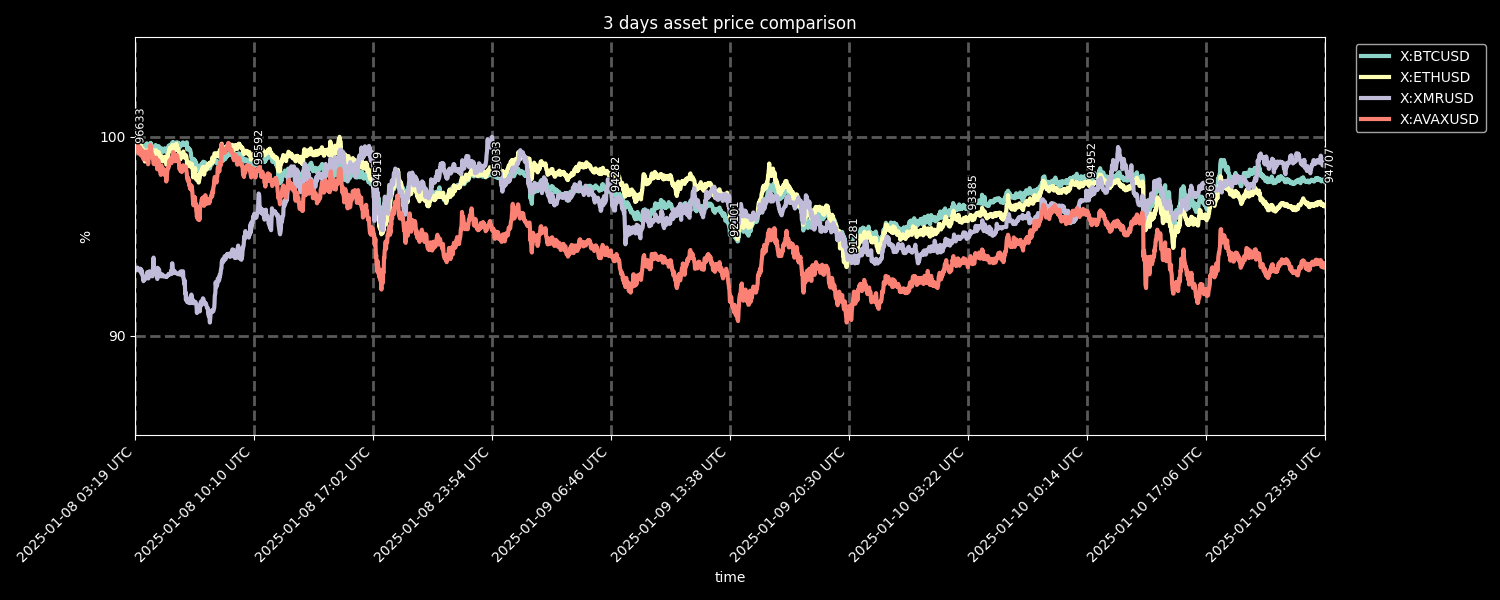 3 days asset price comparison
X:BTCUSD
X:ETHUSD
X:XMRUSD
X:AVAXUSD
%
100
90
96633
95592
94519
95033
94282
92101
91281
93385
94952
93608
94707
2025-01-08 03:19 UTC
2025-01-08 10:10 UTC
2025-01-08 17:02 UTC
2025-01-08 23:54 UTC
2025-01-09 06:46 UTC
2025-01-09 13:38 UTC
2025-01-09 20:30 UTC
2025-01-10 03:22 UTC
2025-01-10 10:14 UTC
2025-01-10 17:06 UTC
2025-01-10 23:58 UTC
time